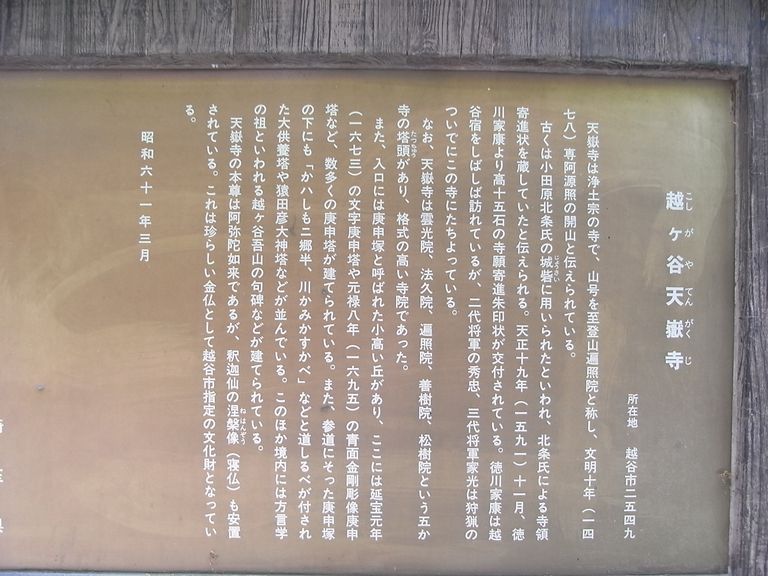 越ヶ谷天嶽寺
こしがやてんがくじ
所在地 越谷市二五四九
天嶽寺は浄土宗の寺で、山号を至登山遍照院と称し、文明十年（一四
七八）専阿源照の開山と伝えられている。
古くは小田原北条氏の城砦に用いられたといわれ、北条氏による寺領
じょうさい
寄進状を蔵していたと伝えられる。天正十九年（一五九一）十一月、徳
川家康より高十五石の寺願寄進朱印状が交付されている。徳川家康は越
谷宿をしばしば訪れているが、二代将軍の秀忠、三代将軍家光は狩猟の
ついでにこの寺にたちよっている。
なお、天嶽寺は雲光院、法久院、遍照院、善樹院、松樹院という五か
寺の塔頭があり、格式の高い寺院であった。
たっちゅう
また、入口には庚申塚と呼ばれた小高い丘があり、ここには延宝元年
（一六七三）の文字庚申塔や元禄八年（一六九五）の青面金剛彫像庚申
塔など、数多くの庚申塔が建てられている。また、参道にそった庚申塚
の下にも「かハしも二郷半、川かみかすかべ」などと道しるべが付され
た大供養塔や猿田彦大神塔などが並んでいる。このほか境内には方言学
の祖といわれる越ヶ谷吾山の句碑などが建てられている。
天嶽寺の本尊は阿弥陀如来であるが、釈迦仙の涅槃像（寝仏）も安置
ねはんぞう
されている。これは珍らしい金仏として越谷市指定の文化財となってい
る。
昭和六十一年三月